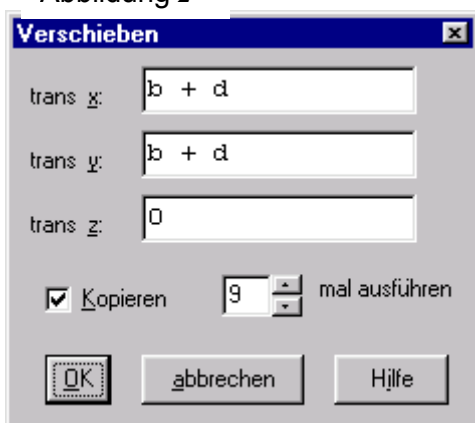 Abbildung 2
Verschieben
trans x: b + d
trans y: b + d
trans z: 0
Kopieren 9 mal ausführen
OK abbrechen Hilfe